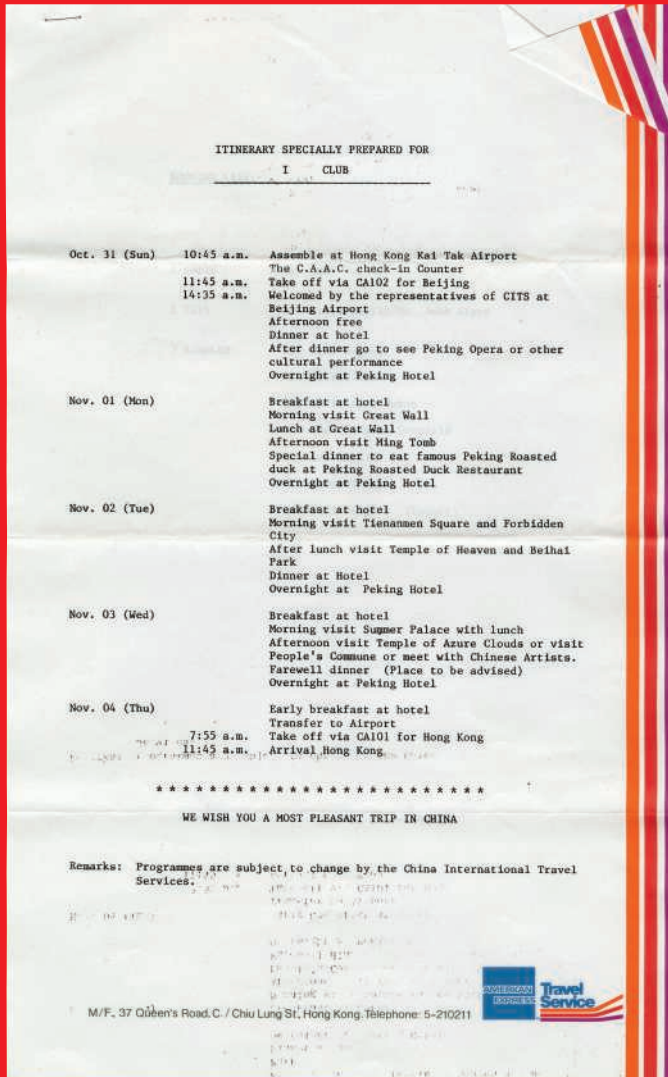 ITINERARY SPECIALLY PREPARED FOR
I CLUB
Oct. 31 (Sun) 10:45 a.m. Assemble at Hong Kong Kai Tak Airport
The C.A.A.C. check-in Counter
11:45 a.m. Take off via CA102 for Beijing
14:35 a.m. Welcomed by the representatives of CITS at
Beijing Airport
Afternoon free
Dinner at hotel
After dinner go to see Peking Opera or other
cultural performance
Overnight at Peking Hotel
Nov. 01 (Mon) Breakfast at hotel
Morning visit Great Wall
Lunch at Great Wall
Afternoon visit Ming Tomb
Special dinner to eat famous Peking Roasted
duck at Peking Roasted Duck Restaurant
Overnight at Peking Hotel
Nov. 02 (Tue) Breakfast at hotel
Morning visit Tienanmen Square and Forbidden
City
After lunch visit Temple of Heaven and Beihai
Park
Dinner at Hotel
Overnight at Peking Hotel
Nov. 03 (Wed) Breakfast at hotel
Morning visit Summer Palace with lunch
Afternoon visit Temple of Azure Clouds or visit
People's Commune or meet with Chinese Artists.
Farewell dinner (Place to be advised)
Overnight at Peking Hotel
Nov. 04 (Thu) Early breakfast at hotel
Transfer to Airport
7:55 a.m. Take off via CA101 for Hong Kong
11:45 a.m. Arrival Hong Kong
* * * * * * * * * * * * * * * * * * * * * * * * *
WE WISH YOU A MOST PLEASANT TRIP IN CHINA
Remarks: Programmes are subject to change by the China International Travel
Services.
AMERICAN EXPRESS Travel Service
M/F., 37 Queen's Road. C. / Chiu Lung St., Hong Kong. Telephone: 5-210211